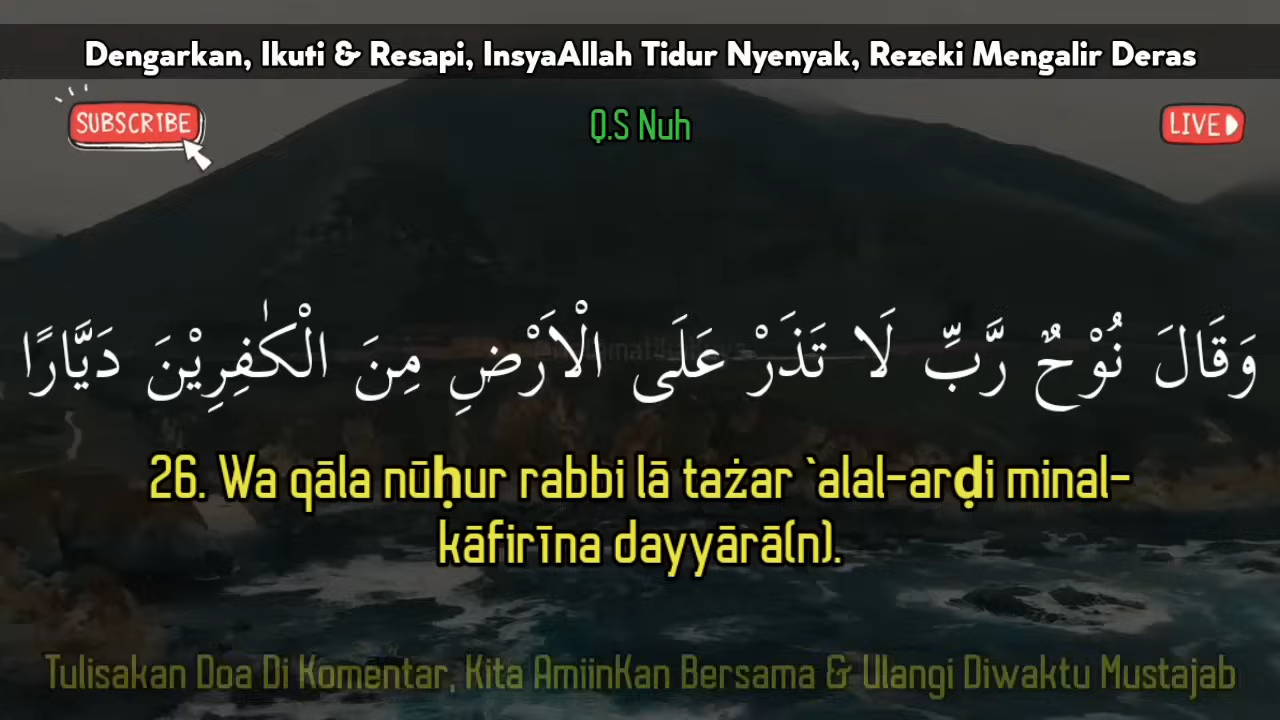 Dengarkan, Ikuti & Resapi, InsyaAllah Tidur Nyenyak, Rezeki Mengalir Deras
SUBSCRIBE
Q.S Nuh
LIVE
وَقَالَ نُوْحٌ رَّبِّ لَا تَذَرْ عَلَى الْاَرْضِ مِنَ الْكٰفِرِيْنَ دَيَّارًا
26. Wa qāla nūḥur rabbi lā tażar `alal-arḍi minal-
kāfirīna dayyārā(n).
Tulisakan Doa Di Komentar, Kita AmiinKan Bersama & Ulangi Diwaktu Mustajab